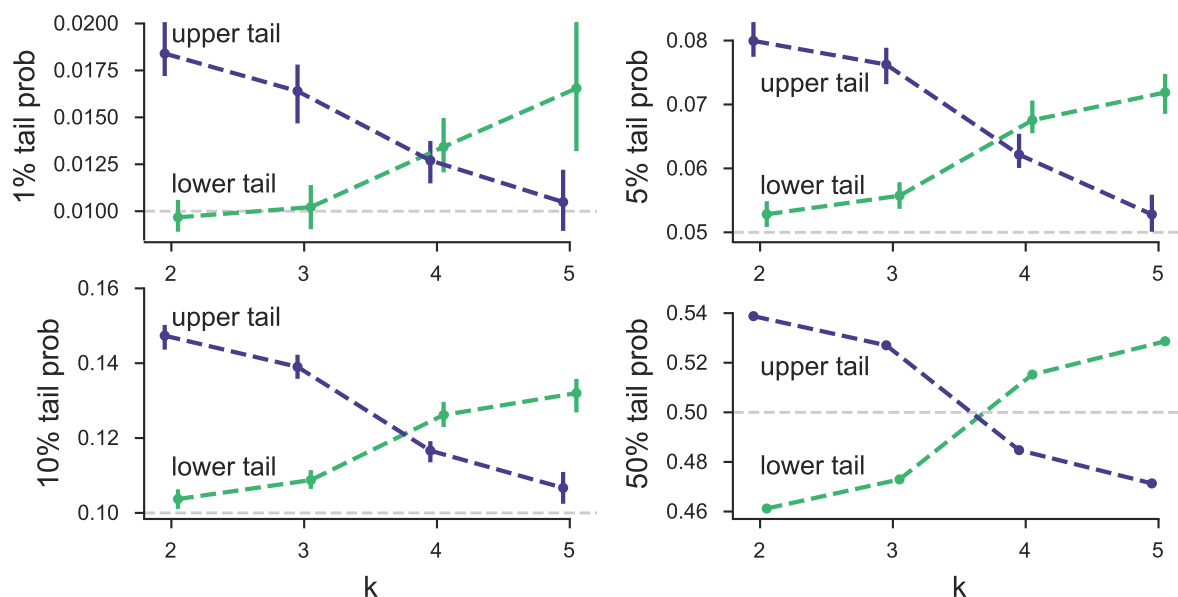 1% tail prob
0.0200
0.0175
0.0150
0.0125
0.0100
upper tail
lower tail
2 3 4 5
5% tail prob
0.08
0.07
0.06
0.05
upper tail
lower tail
2 3 4 5
10% tail prob
0.16
0.14
0.12
0.10
upper tail
lower tail
2 3 4 5
k
50% tail prob
0.54
0.52
0.50
0.48
0.46
upper tail
lower tail
2 3 4 5
k